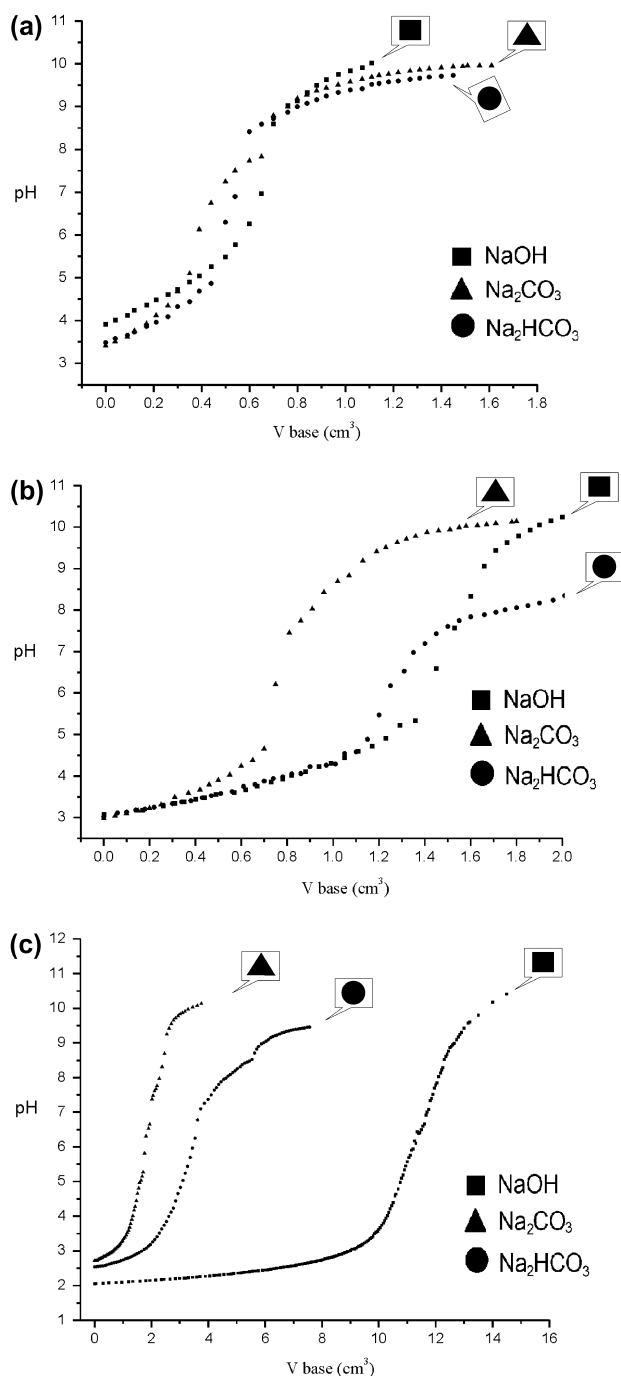 (a)
11
10
9
8
7
6
5
4
3
pH
0.0 0.2 0.4 0.6 0.8 1.0 1.2 1.4 1.6 1.8
V base (cm³)
NaOH
Na₂CO₃
Na₂HCO₃
(b)
11
10
9
8
7
6
5
4
3
pH
0.0 0.2 0.4 0.6 0.8 1.0 1.2 1.4 1.6 1.8 2.0
V base (cm³)
NaOH
Na₂CO₃
Na₂HCO₃
(c)
12
11
10
9
8
7
6
5
4
3
2
1
pH
0 2 4 6 8 10 12 14 16
V base (cm³)
NaOH
Na₂CO₃
Na₂HCO₃